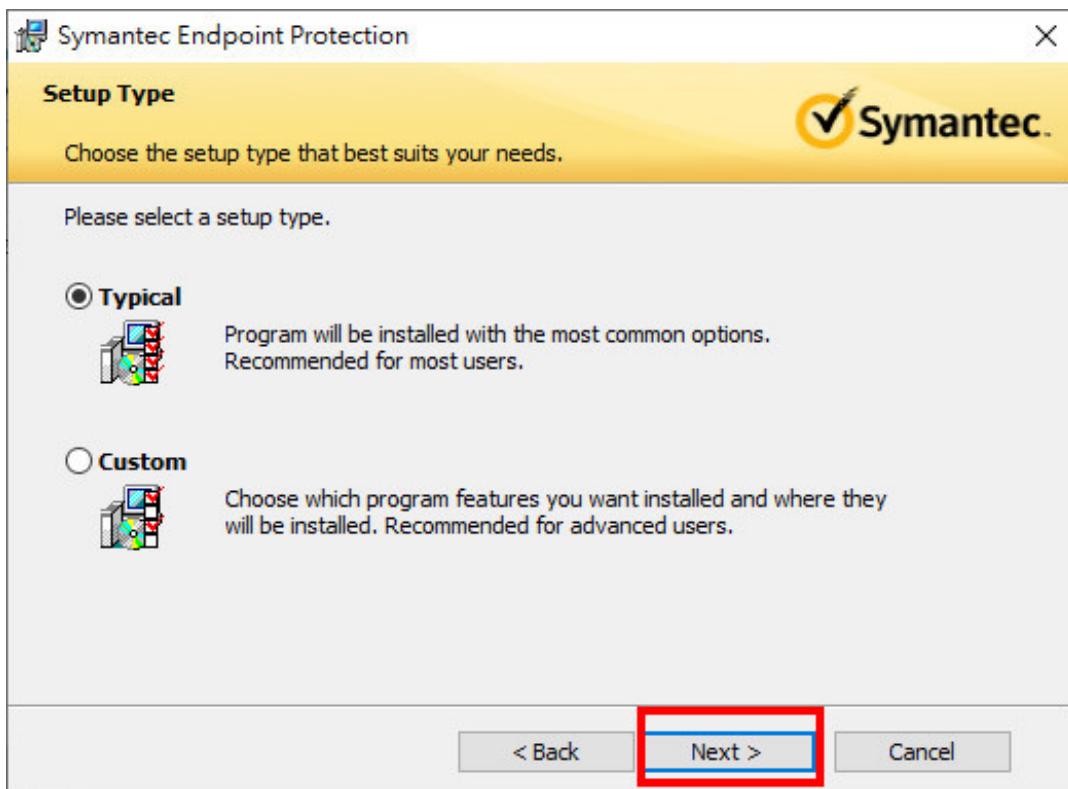 Symantec Endpoint Protection
Setup Type
Symantec.
Choose the setup type that best suits your needs.
Please select a setup type.
Typical
Program will be installed with the most common options.
Recommended for most users.
Custom
Choose which program features you want installed and where they
will be installed. Recommended for advanced users.
< Back Next > Cancel